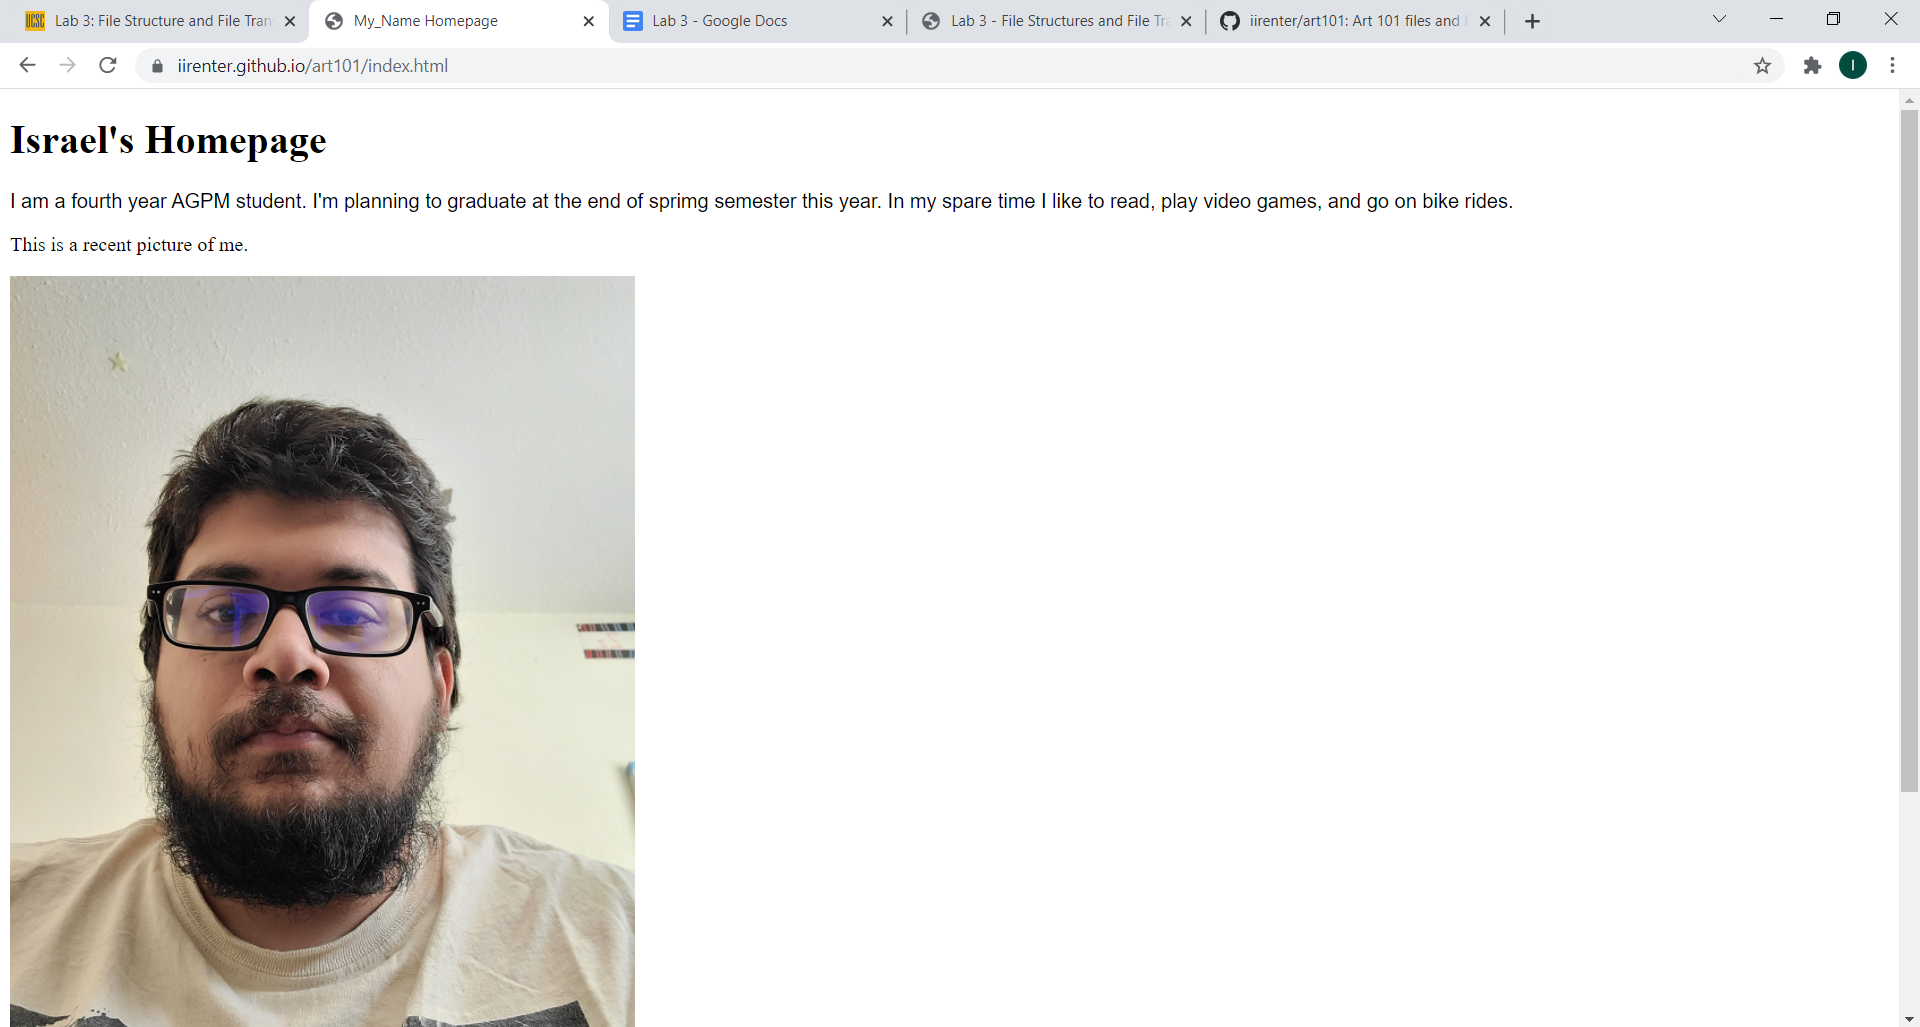 UCSC Lab 3: File Structure and File Tran
My_Name Homepage
Lab 3 - Google Docs
Lab 3 - File Structures and File Tra
iirenter/art101: Art 101 files and
iirenter.github.io/art101/index.html
I
Israel's Homepage
I am a fourth year AGPM student. I'm planning to graduate at the end of sprimg semester this year. In my spare time I like to read, play video games, and go on bike rides.
This is a recent picture of me.